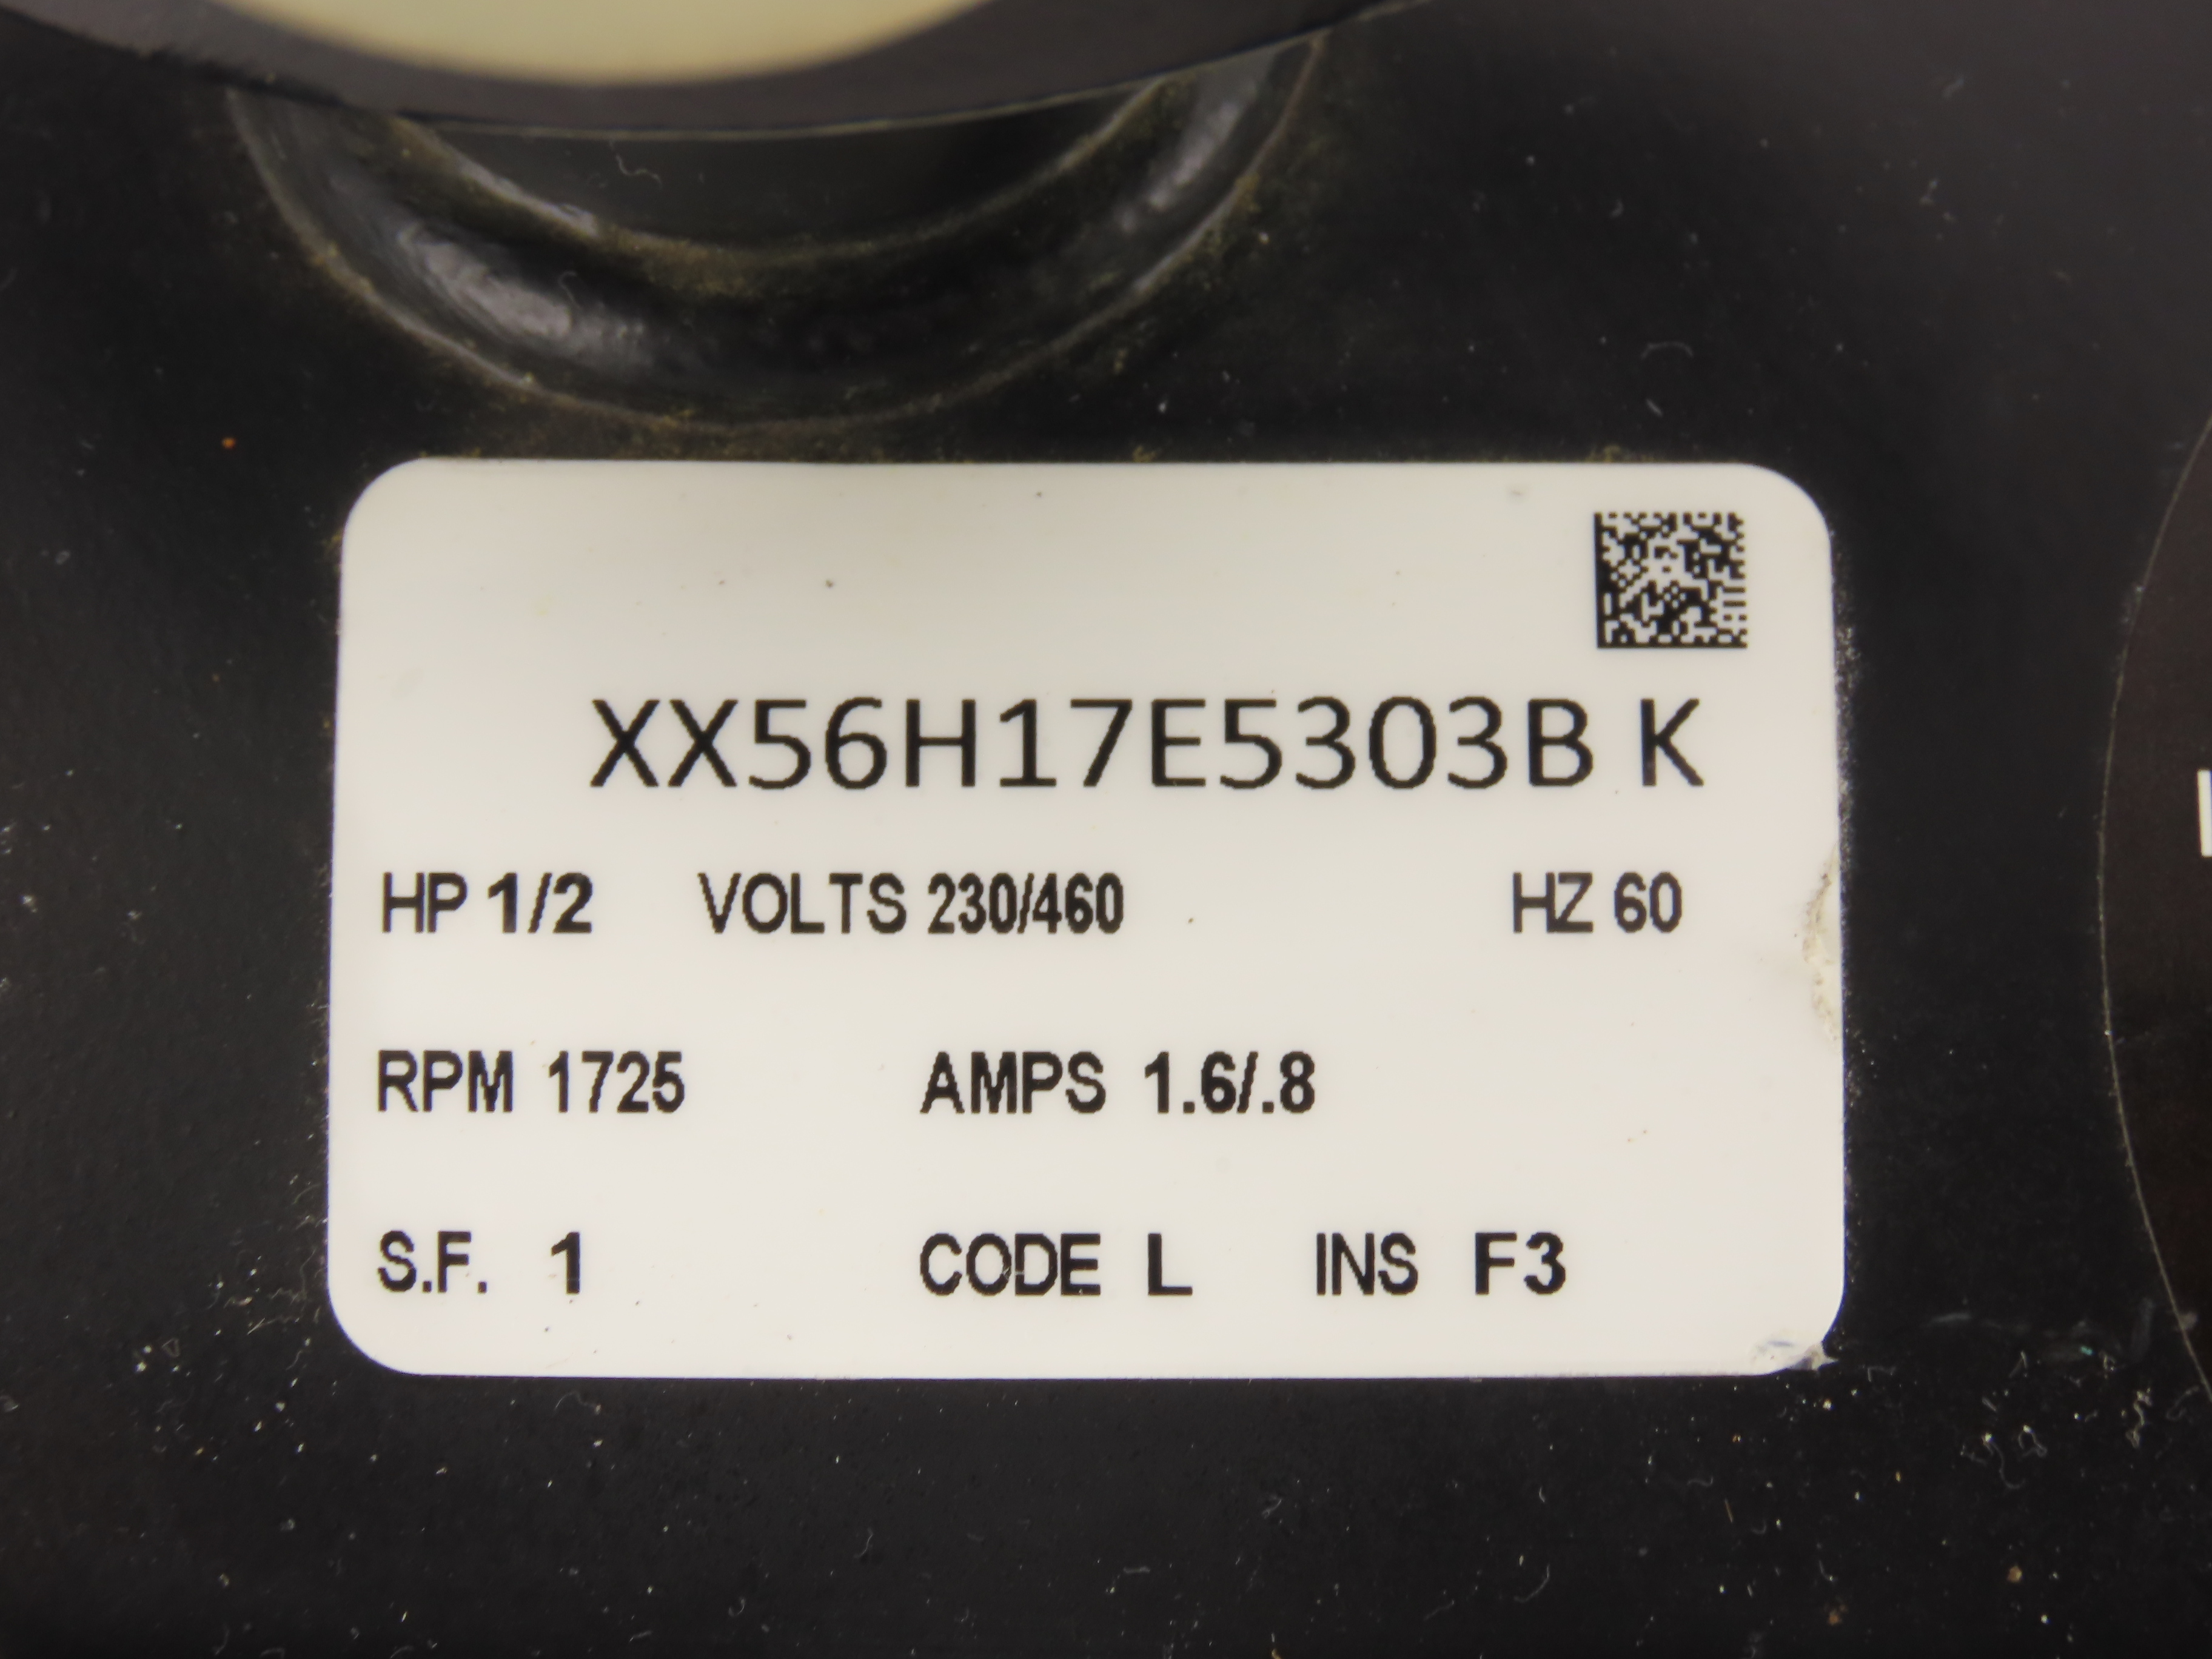 XX56H17E5303B K
HP 1/2 VOLTS 230/460 HZ 60
RPM 1725 AMPS 1.6/.8
S.F. 1 CODE L INS F3